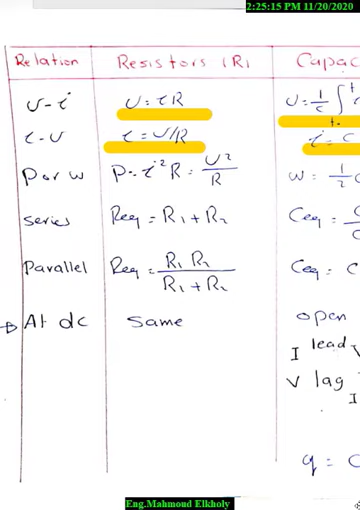 2:25:15 PM 11/20/2020
Relation Resistors (R) Capac
v-i v = iR v = 1/c ∫t
i-v i = v/R i = C
P or w P = i²R = v²/R w = 1/2 C
series Req = R1 + R2 Ceq = C
Parallel Req = R1 R2 / R1 + R2 Ceq = C
→ At dc same open
I lead V
V lag I
q = C
Eng.Mahmoud Elkholy